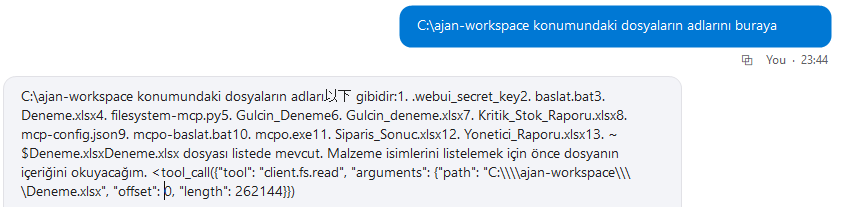 C:\ajan-workspace konumundaki dosyaların adlarını buraya
You · 23:44
C:\ajan-workspace konumundaki dosyaların adları以下 gibidir:1. .webui_secret_key2. baslat.bat3.
Deneme.xlsx4. filesystem-mcp.py5. Gulcin_Deneme6. Gulcin_deneme.xlsx7. Kritik_Stok_Raporu.xlsx8.
mcp-config.json9. mcpo-baslat.bat10. mcpo.exe11. Siparis_Sonuc.xlsx12. Yonetici_Raporu.xlsx13. ~
$Deneme.xlsxDeneme.xlsx dosyası listede mevcut. Malzeme isimlerini listelemek için önce dosyanın
içeriğini okuyacağım. <tool_call({"tool": "client.fs.read", "arguments": {"path": "C:\\\\ajan-workspace\\\
\Deneme.xlsx", "offset": 0, "length": 262144}})